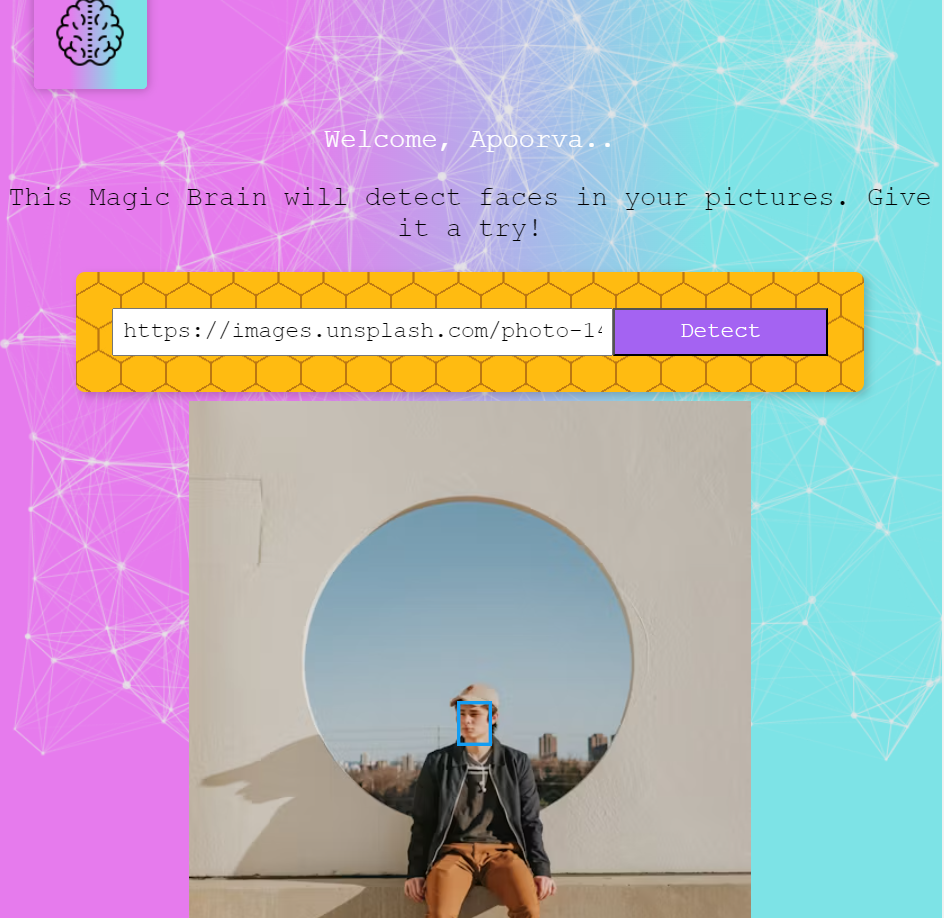 Welcome, Apoorva..
This Magic Brain will detect faces in your pictures. Give
it a try!
https://images.unsplash.com/photo-14 Detect